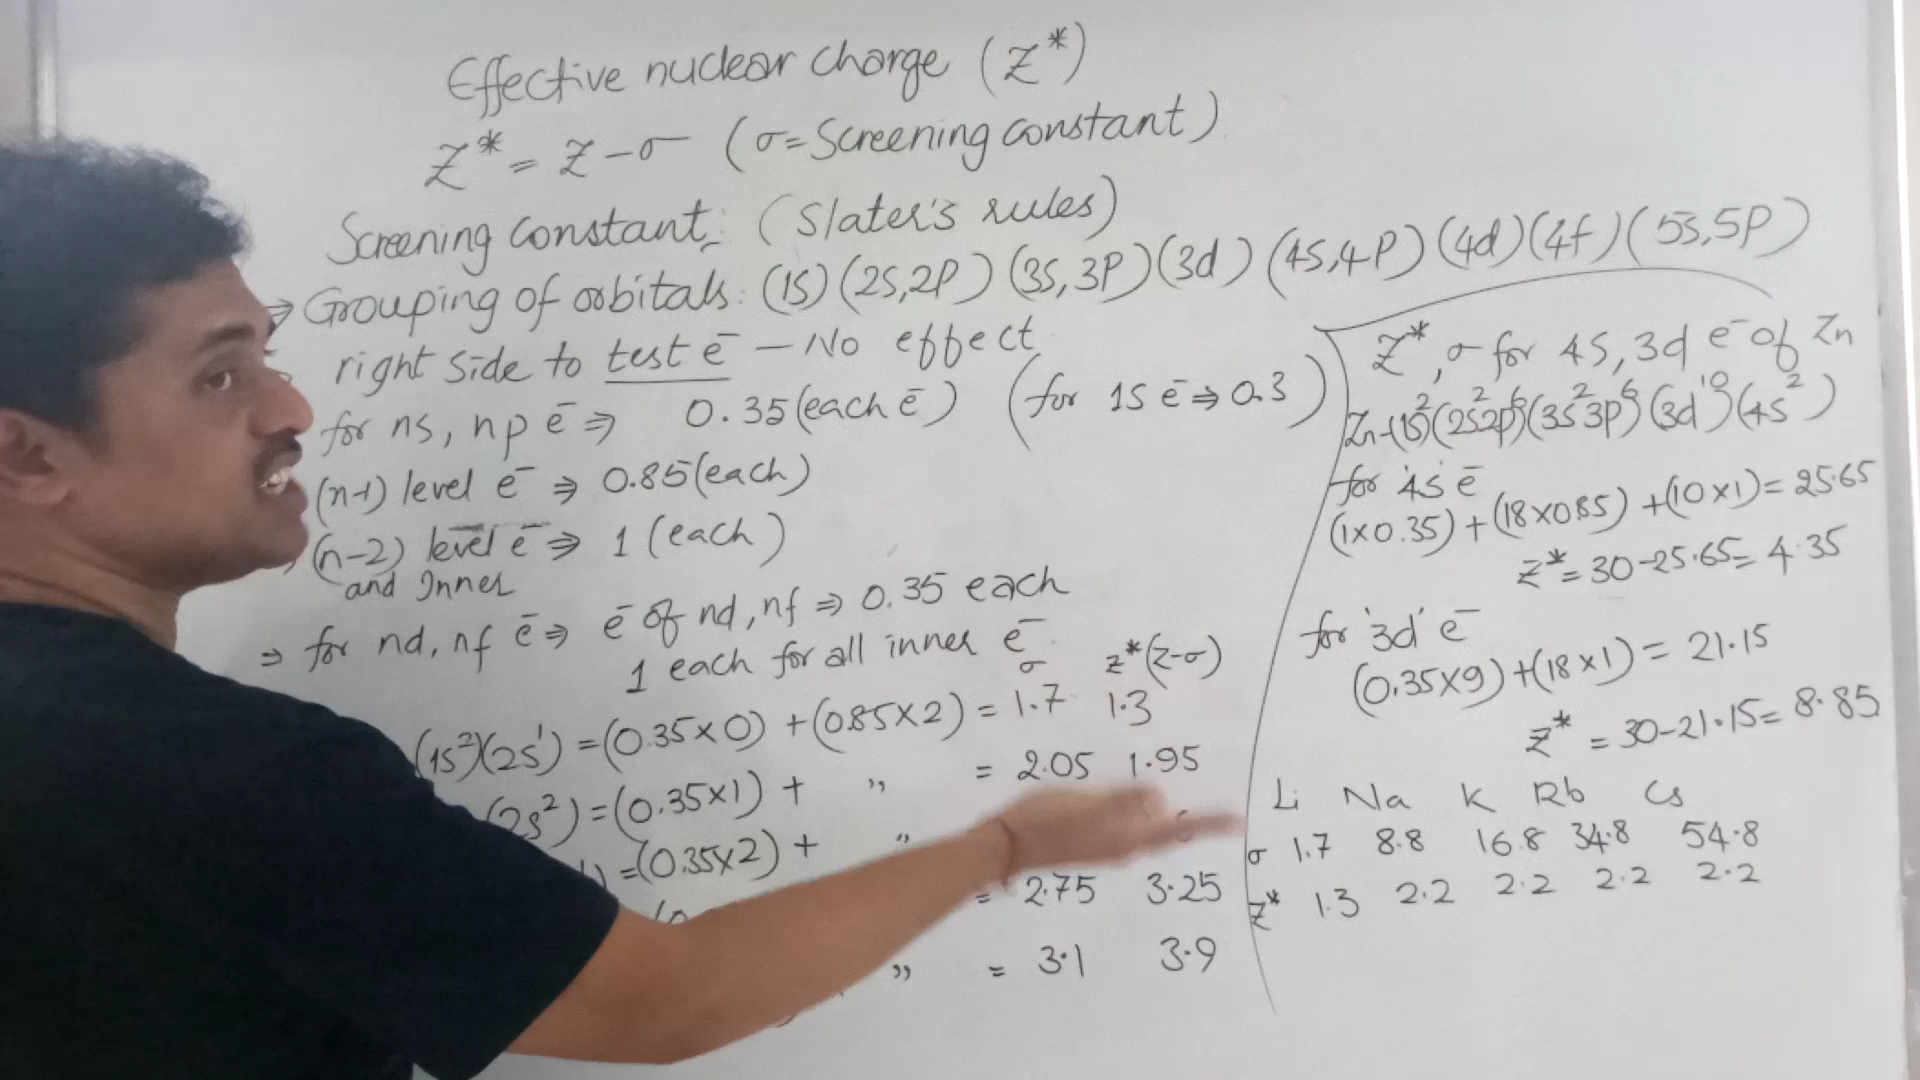 Effective nuclear charge (Z*)
Z* = Z-σ (σ= Screening constant)
Screening constant: (Slater's rules)
⇒ Grouping of orbitals: (1S) (2S,2P) (3S,3P) (3d) (4S,4P) (4d) (4f) (5S,5P)
right side to test e⁻ - No effect
for ns, np e⁻ ⇒ 0.35 (each e⁻) (for 1S e⁻ ⇒ 0.3)
(n-1) level e⁻ ⇒ 0.85 (each)
(n-2) level e⁻ ⇒ 1 (each)
and Inner
⇒ for nd, nf e⁻ ⇒ e⁻ of nd, nf ⇒ 0.35 each
1 each for all inner e⁻
σ Z*(Z-σ)
(1S²)(2S¹) = (0.35×0) + (0.85×2) = 1.7 1.3
(2S²) = (0.35×1) + ,, = 2.05 1.95
) = (0.35×2) + ,,
= 2.75 3.25
,, = 3.1 3.9
Z*, σ for 4S, 3d e⁻ of Zn
Zn-(1S)²(2S²2P⁶)(3S²3P⁶)(3d¹⁰)(4S²)
for '4S' e⁻
(1×0.35) + (18×0.85) + (10×1) = 25.65
Z* = 30-25.65 = 4.35
for '3d' e⁻
(0.35×9) + (18×1) = 21.15
Z* = 30-21.15 = 8.85
Li Na K Rb Cs
σ 1.7 8.8 16.8 34.8 54.8
Z* 1.3 2.2 2.2 2.2 2.2